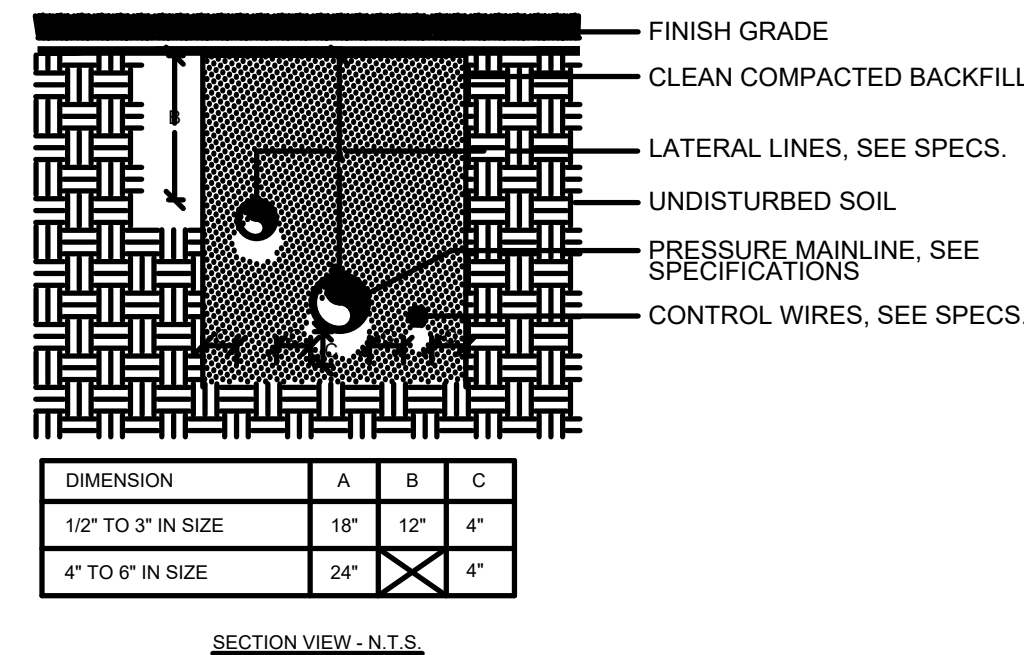 FINISH GRADE
CLEAN COMPACTED BACKFILL
LATERAL LINES, SEE SPECS.
UNDISTURBED SOIL
PRESSURE MAINLINE, SEE
SPECIFICATIONS
CONTROL WIRES, SEE SPECS.
B
C
DIMENSION A B C
1/2" TO 3" IN SIZE 18" 12" 4"
4" TO 6" IN SIZE 24" 4"
SECTION VIEW - N.T.S.